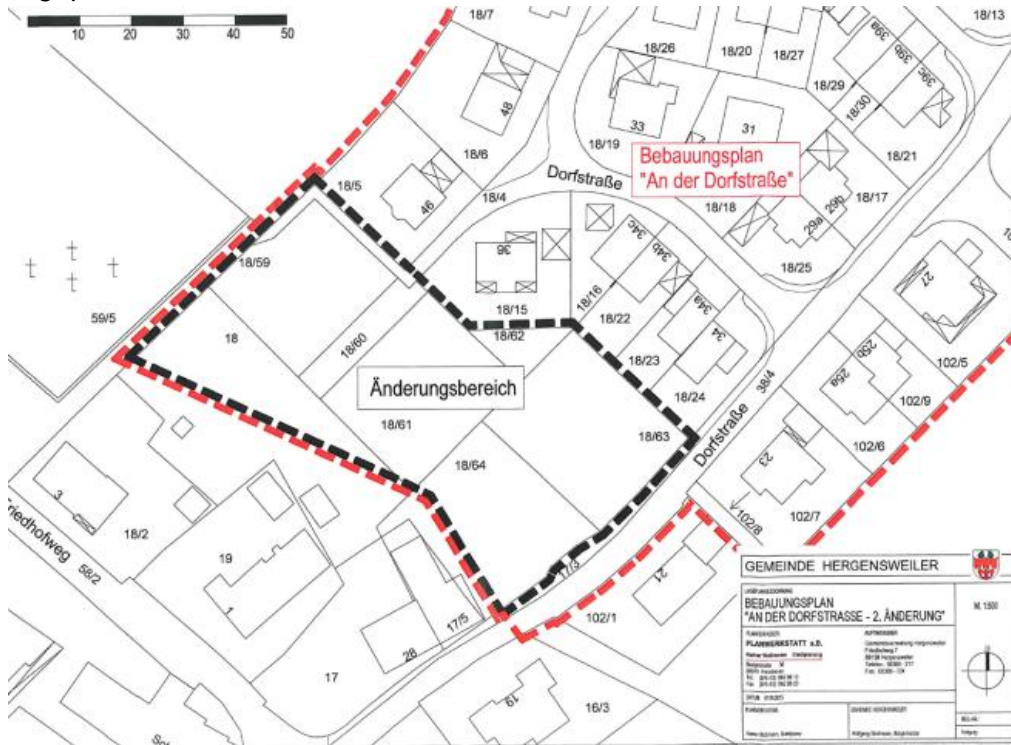 10 20 30 40 50
18/7
18/13
18/26
18/20
18/27
39a
39b
39c
18/29
18/30
48
33
31
18/6
18/19
18/21
Bebauungsplan
"An der Dorfstraße"
Dorfstraße
18/5
18/4
46
18/18
18/17
29a
29b
36
34c
34b
18/25
27
18/59
59/5
18
18/60
18/15
18/62
18/16
18/22
34a
34
18/23
18/24
38/4
25b
25a
102/5
102/9
Änderungsbereich
18/61
18/64
18/63
Dorfstraße
102/6
23
102/8
102/7
3
18/2
19
58/2
1
17/3
21
102/1
17/5
28
17
19
16/3
GEMEINDE HERGENSWEILER
BEBAUUNGSPLAN
"AN DER DORFSTRASSE - 2. ÄNDERUNG"
M. 1:500
PLANWERKSTATT a.B.